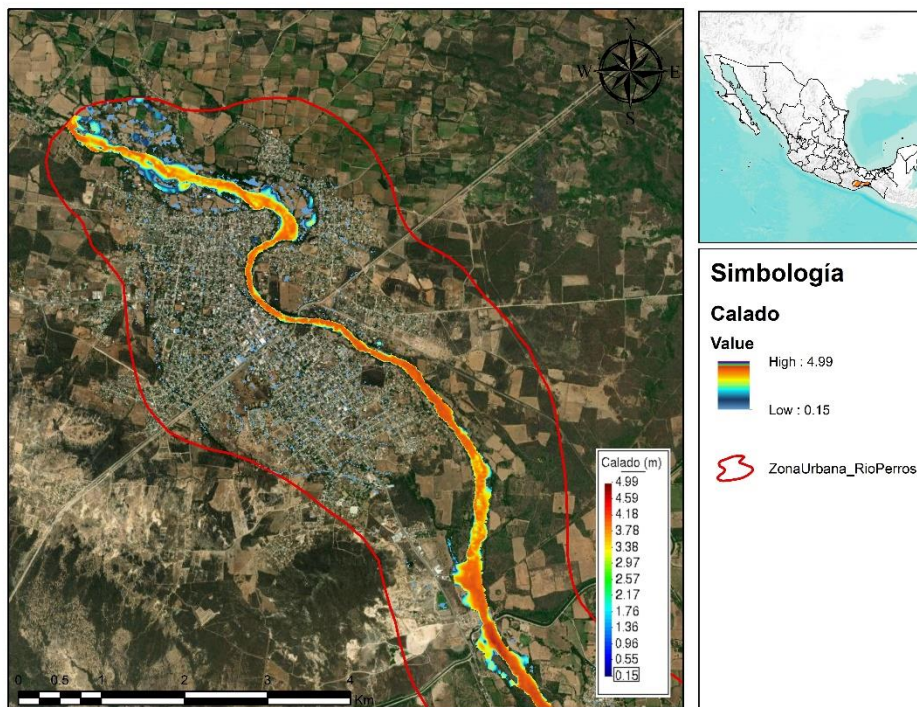 N
W E
S
0 0.5 1 2 3 4
Km
Calado (m)
4.99
4.59
4.18
3.78
3.38
2.97
2.57
2.17
1.76
1.36
0.96
0.55
0.15
Simbología
Calado
Value
High : 4.99
Low : 0.15
ZonaUrbana_RioPerros